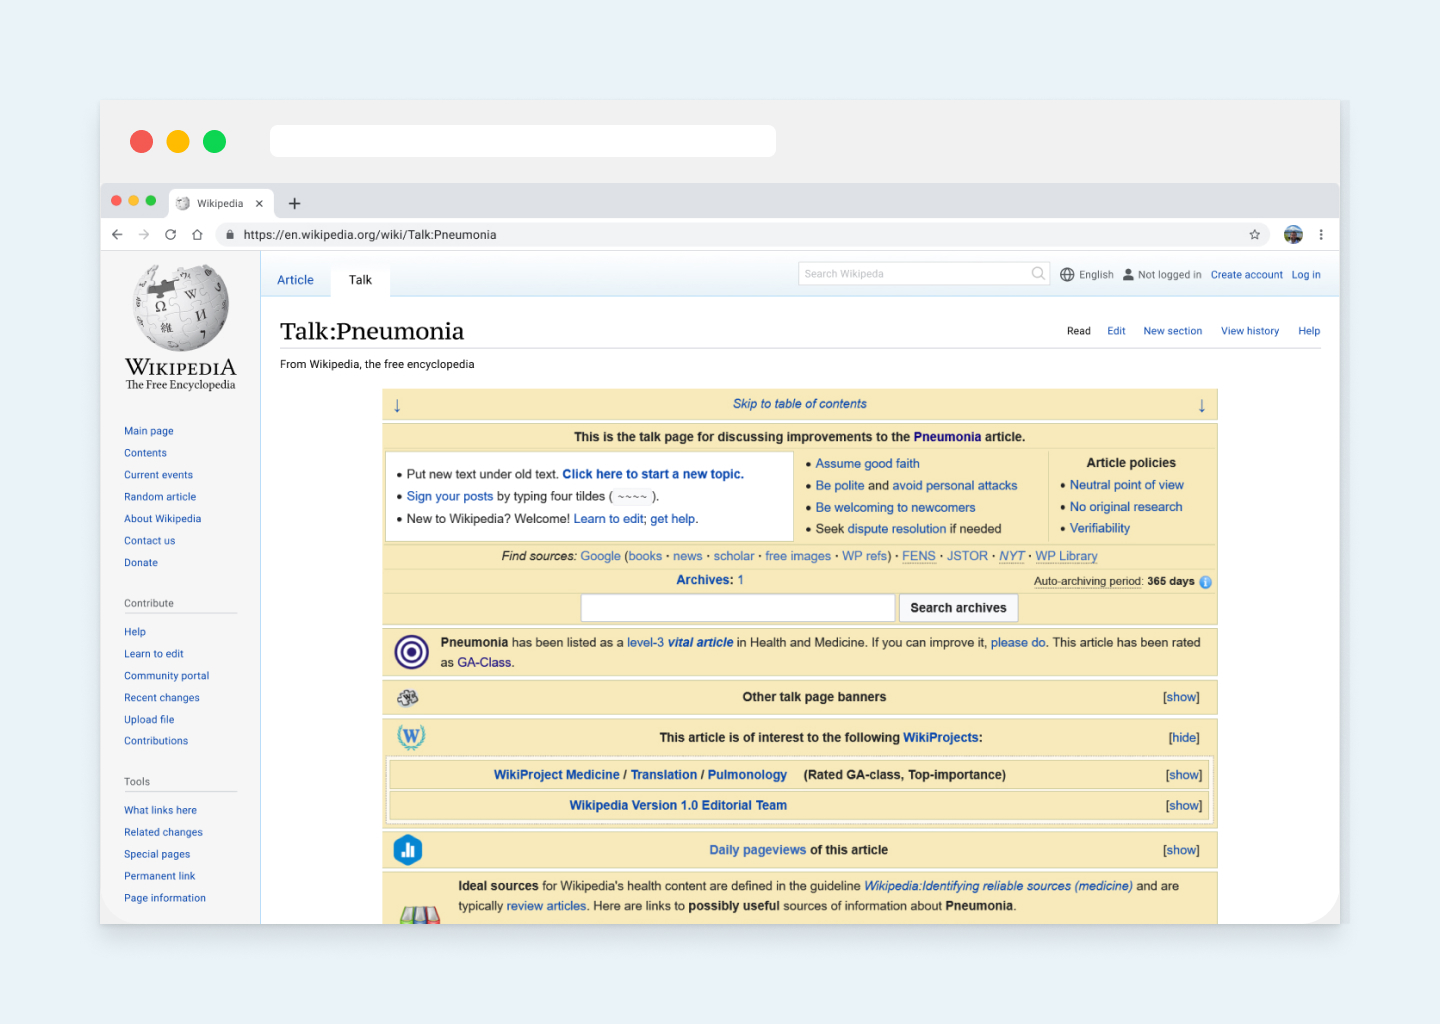 Wikipedia
https://en.wikipedia.org/wiki/Talk:Pneumonia
WIKIPEDIA
The Free Encyclopedia
Main page
Contents
Current events
Random article
About Wikipedia
Contact us
Donate
Contribute
Help
Learn to edit
Community portal
Recent changes
Upload file
Contributions
Tools
What links here
Related changes
Special pages
Permanent link
Page information
Article Talk
Search Wikipeda
English Not logged in Create account Log in
Talk:Pneumonia
Read Edit New section View history Help
From Wikipedia, the free encyclopedia
↓ Skip to table of contents ↓
This is the talk page for discussing improvements to the Pneumonia article.
• Put new text under old text. Click here to start a new topic.
• Sign your posts by typing four tildes ( ~~~~ ).
• New to Wikipedia? Welcome! Learn to edit; get help.
• Assume good faith
• Be polite and avoid personal attacks
• Be welcoming to newcomers
• Seek dispute resolution if needed
Article policies
• Neutral point of view
• No original research
• Verifiability
Find sources: Google (books · news · scholar · free images · WP refs) · FENS · JSTOR · NYT · WP Library
Archives: 1
Auto-archiving period: 365 days i
Search archives
Pneumonia has been listed as a level-3 vital article in Health and Medicine. If you can improve it, please do. This article has been rated
as GA-Class.
Other talk page banners [show]
W This article is of interest to the following WikiProjects: [hide]
WikiProject Medicine / Translation / Pulmonology (Rated GA-class, Top-importance) [show]
Wikipedia Version 1.0 Editorial Team [show]
Daily pageviews of this article [show]
Ideal sources for Wikipedia's health content are defined in the guideline Wikipedia:Identifying reliable sources (medicine) and are
typically review articles. Here are links to possibly useful sources of information about Pneumonia.